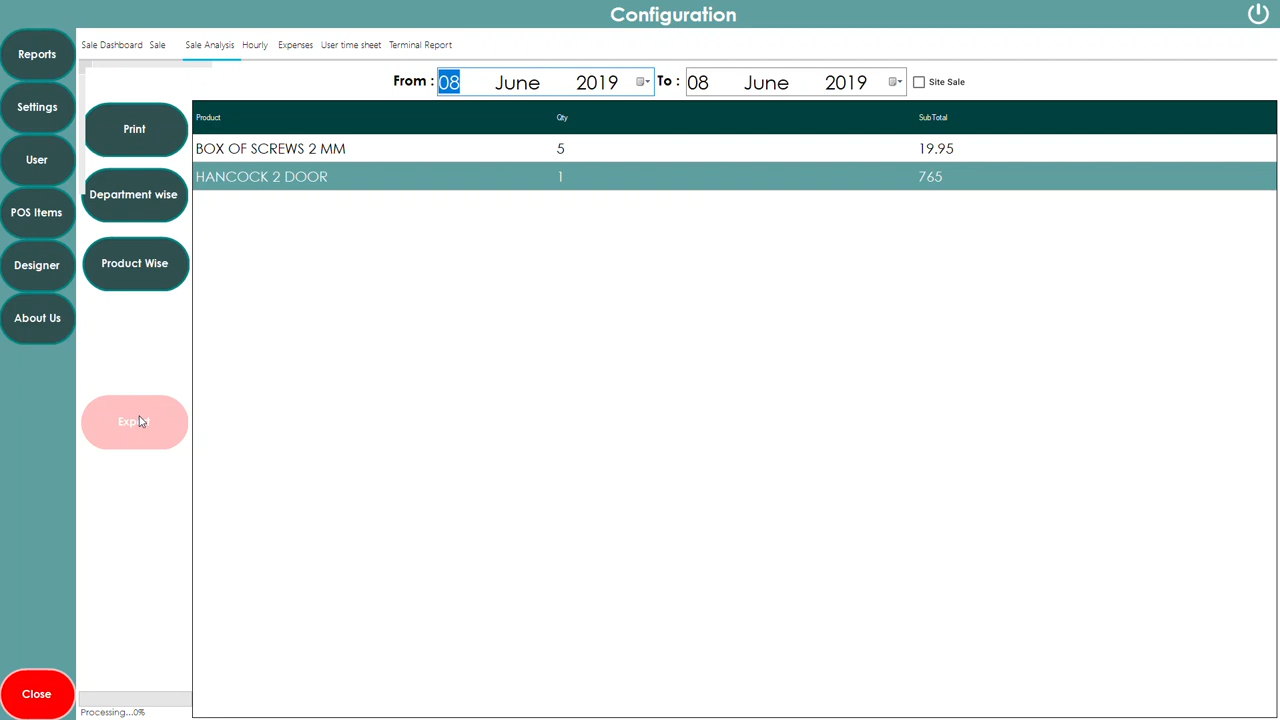 Configuration
Reports
Settings
User
POS Items
Designer
About Us
Close
Sale Dashboard Sale Sale Analysis Hourly Expenses User time sheet Terminal Report
From : 08 June 2019 To : 08 June 2019 Site Sale
Print
Department wise
Product Wise
Export
Processing...0%
Product Qty SubTotal
BOX OF SCREWS 2 MM 5 19.95
HANCOCK 2 DOOR 1 765